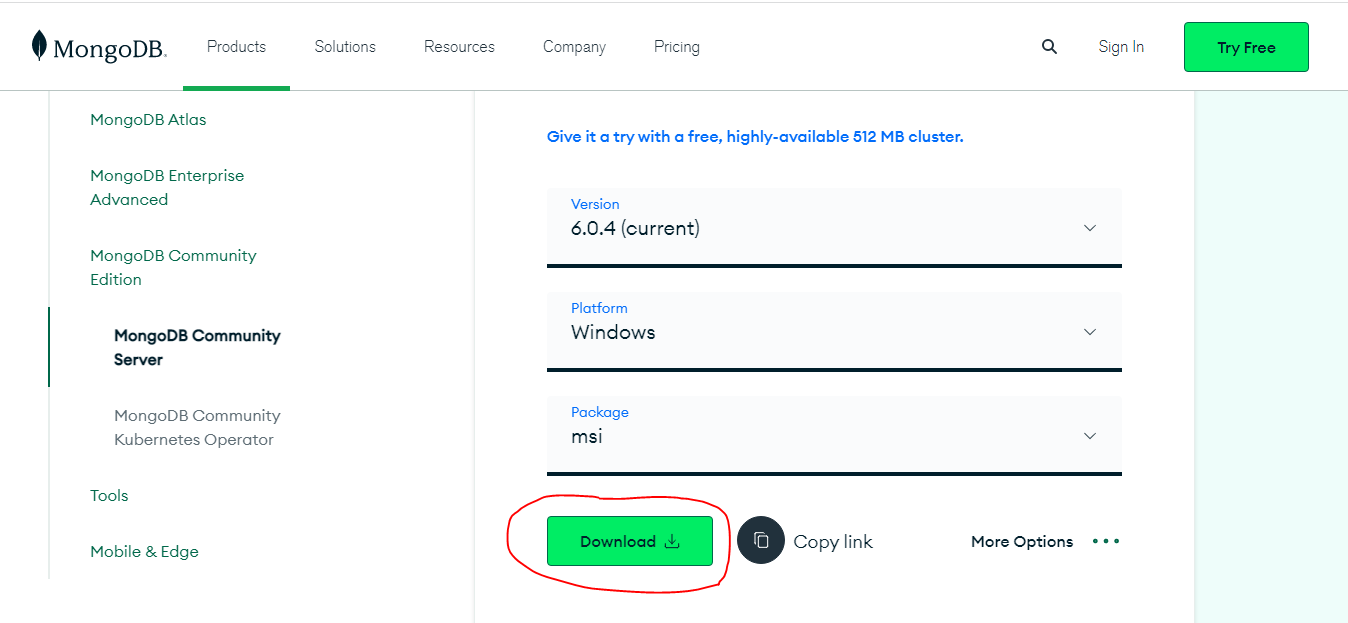 MongoDB.
Products
Solutions
Resources
Company
Pricing
Sign In
Try Free
MongoDB Atlas
MongoDB Enterprise
Advanced
MongoDB Community
Edition
MongoDB Community
Server
MongoDB Community
Kubernetes Operator
Tools
Mobile & Edge
Give it a try with a free, highly-available 512 MB cluster.
Version
6.0.4 (current)
Platform
Windows
Package
msi
Download
Copy link
More Options